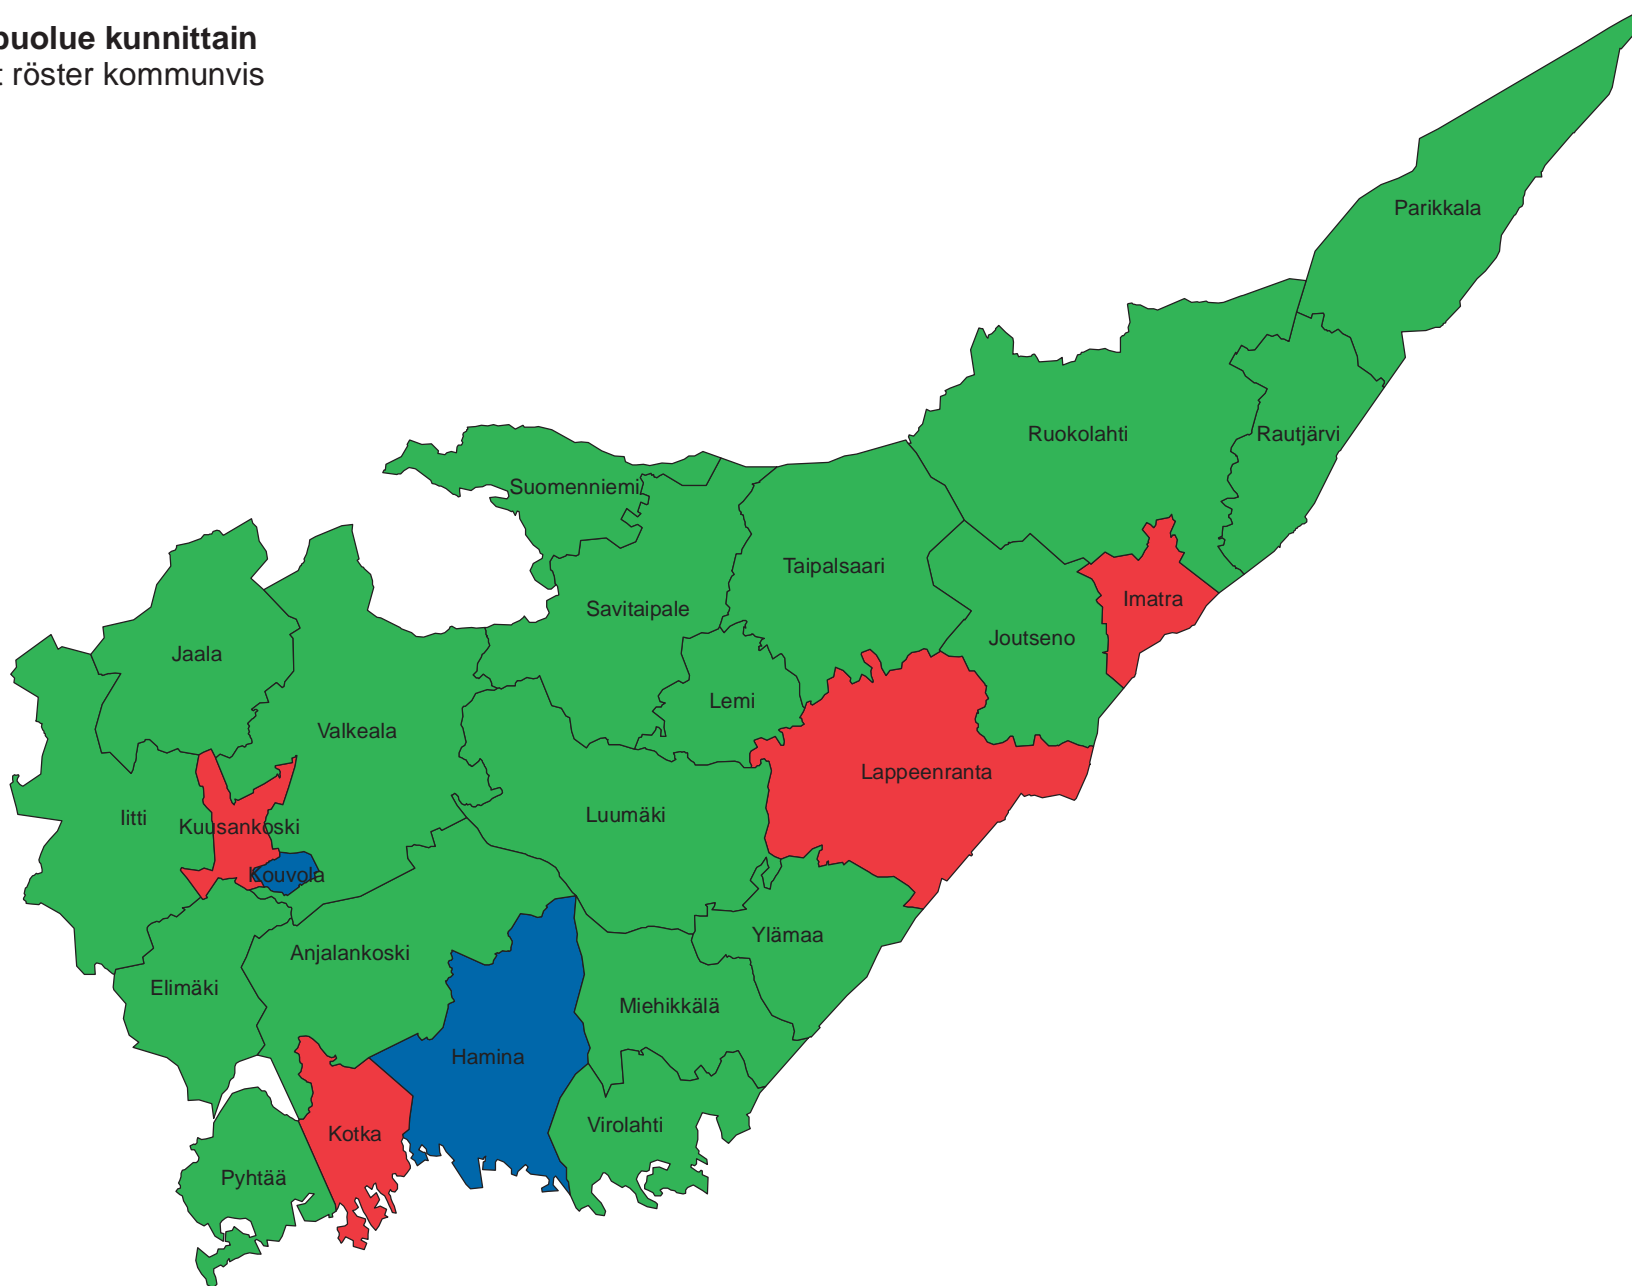 puolue kunnittain
röster kommunvis
Parikkala
Ruokolahti
Rautjärvi
Suomenniemi
Taipalsaari
Imatra
Savitaipale
Joutseno
Jaala
Lemi
Valkeala
Lappeenranta
Iitti
Luumäki
Kuusankoski
Kouvola
Ylämaa
Anjalankoski
Elimäki
Miehikkälä
Hamina
Virolahti
Kotka
Pyhtää